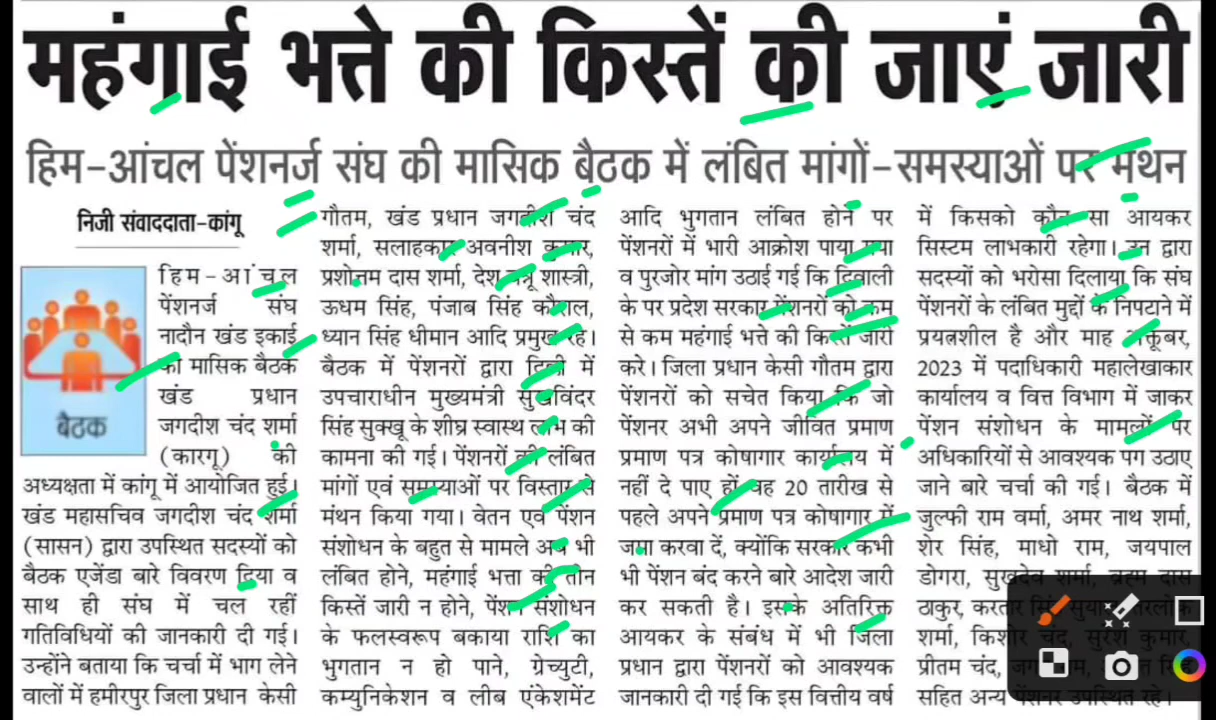 महंगाई भत्ते की किस्तें की जाएं जारी
हिम-आंचल पेंशनर्ज संघ की मासिक बैठक में लंबित मांगों-समस्याओं पर मंथन
निजी संवाददाता-कांगू
हिम-आंचल
पेंशनर्ज संघ
नादौन खंड इकाई
की मासिक बैठक
खंड प्रधान
जगदीश चंद शर्मा
(कारगू) की
बैठक
अध्यक्षता में कांगू में आयोजित हुई।
खंड महासचिव जगदीश चंद शर्मा
(सासन) द्वारा उपस्थित सदस्यों को
बैठक एजेंडा बारे विवरण दिया व
साथ ही संघ में चल रहीं
गतिविधियों की जानकारी दी गई।
उन्होंने बताया कि चर्चा में भाग लेने
वालों में हमीरपुर जिला प्रधान केसी
गौतम, खंड प्रधान जगदीश चंद
शर्मा, सलाहकार अवनीश कुमार,
प्रशोत्तम दास शर्मा, देश शास्त्री,
ऊधम सिंह, पंजाब सिंह कौशल,
ध्यान सिंह धीमान आदि प्रमुख रहे।
बैठक में पेंशनरों द्वारा दिल्ली में
उपचाराधीन मुख्यमंत्री सुखविंदर
सिंह सुक्खू के शीघ्र स्वास्थ लाभ की
कामना की गई। पेंशनरों की लंबित
मांगों एवं समस्याओं पर विस्तार से
मंथन किया गया। वेतन एवं पेंशन
संशोधन के बहुत से मामले अब भी
लंबित होने, महंगाई भत्ता की तीन
किस्तें जारी न होने, पेंशन संशोधन
के फलस्वरूप बकाया राशि का
भुगतान न हो पाने, ग्रेच्युटी,
कम्युनिकेशन व लीब एंकेशमेंट
आदि भुगतान लंबित होने पर
पेंशनरों में भारी आक्रोश पाया गया
व पुरजोर मांग उठाई गई कि दिवाली
के पर प्रदेश सरकार पेंशनरों को कम
से कम महंगाई भत्ते की किस्तें जारी
करे। जिला प्रधान केसी गौतम द्वारा
पेंशनरों को सचेत किया कि जो
पेंशनर अभी अपने जीवित प्रमाण
प्रमाण पत्र कोषागार कार्यालय में
नहीं दे पाए हों वह 20 तारीख से
पहले अपने प्रमाण पत्र कोषागार में
जमा करवा दें, क्योंकि सरकार कभी
भी पेंशन बंद करने बारे आदेश जारी
कर सकती है। इसके अतिरिक्त
आयकर के संबंध में भी जिला
प्रधान द्वारा पेंशनरों को आवश्यक
जानकारी दी गई कि इस वित्तीय वर्ष
में किसको कौन सा आयकर
सिस्टम लाभकारी रहेगा। उन द्वारा
सदस्यों को भरोसा दिलाया कि संघ
पेंशनरों के लंबित मुद्दों के निपटाने में
प्रयत्नशील है और माह अक्तूबर,
2023 में पदाधिकारी महालेखाकार
कार्यालय व वित्त विभाग में जाकर
पेंशन संशोधन के मामलों पर
अधिकारियों से आवश्यक पग उठाए
जाने बारे चर्चा की गई। बैठक में
जुल्फी राम वर्मा, अमर नाथ शर्मा,
शेर सिंह, माधो राम, जयपाल
डोगरा, सुखदेव शर्मा, ब्रह्म दास
ठाकुर, करतार सिंह
शर्मा, किशोर चंद, सुरेश कुमार,
प्रीतम चंद,
सहित अन्य पेंशनर उपस्थित रहे।